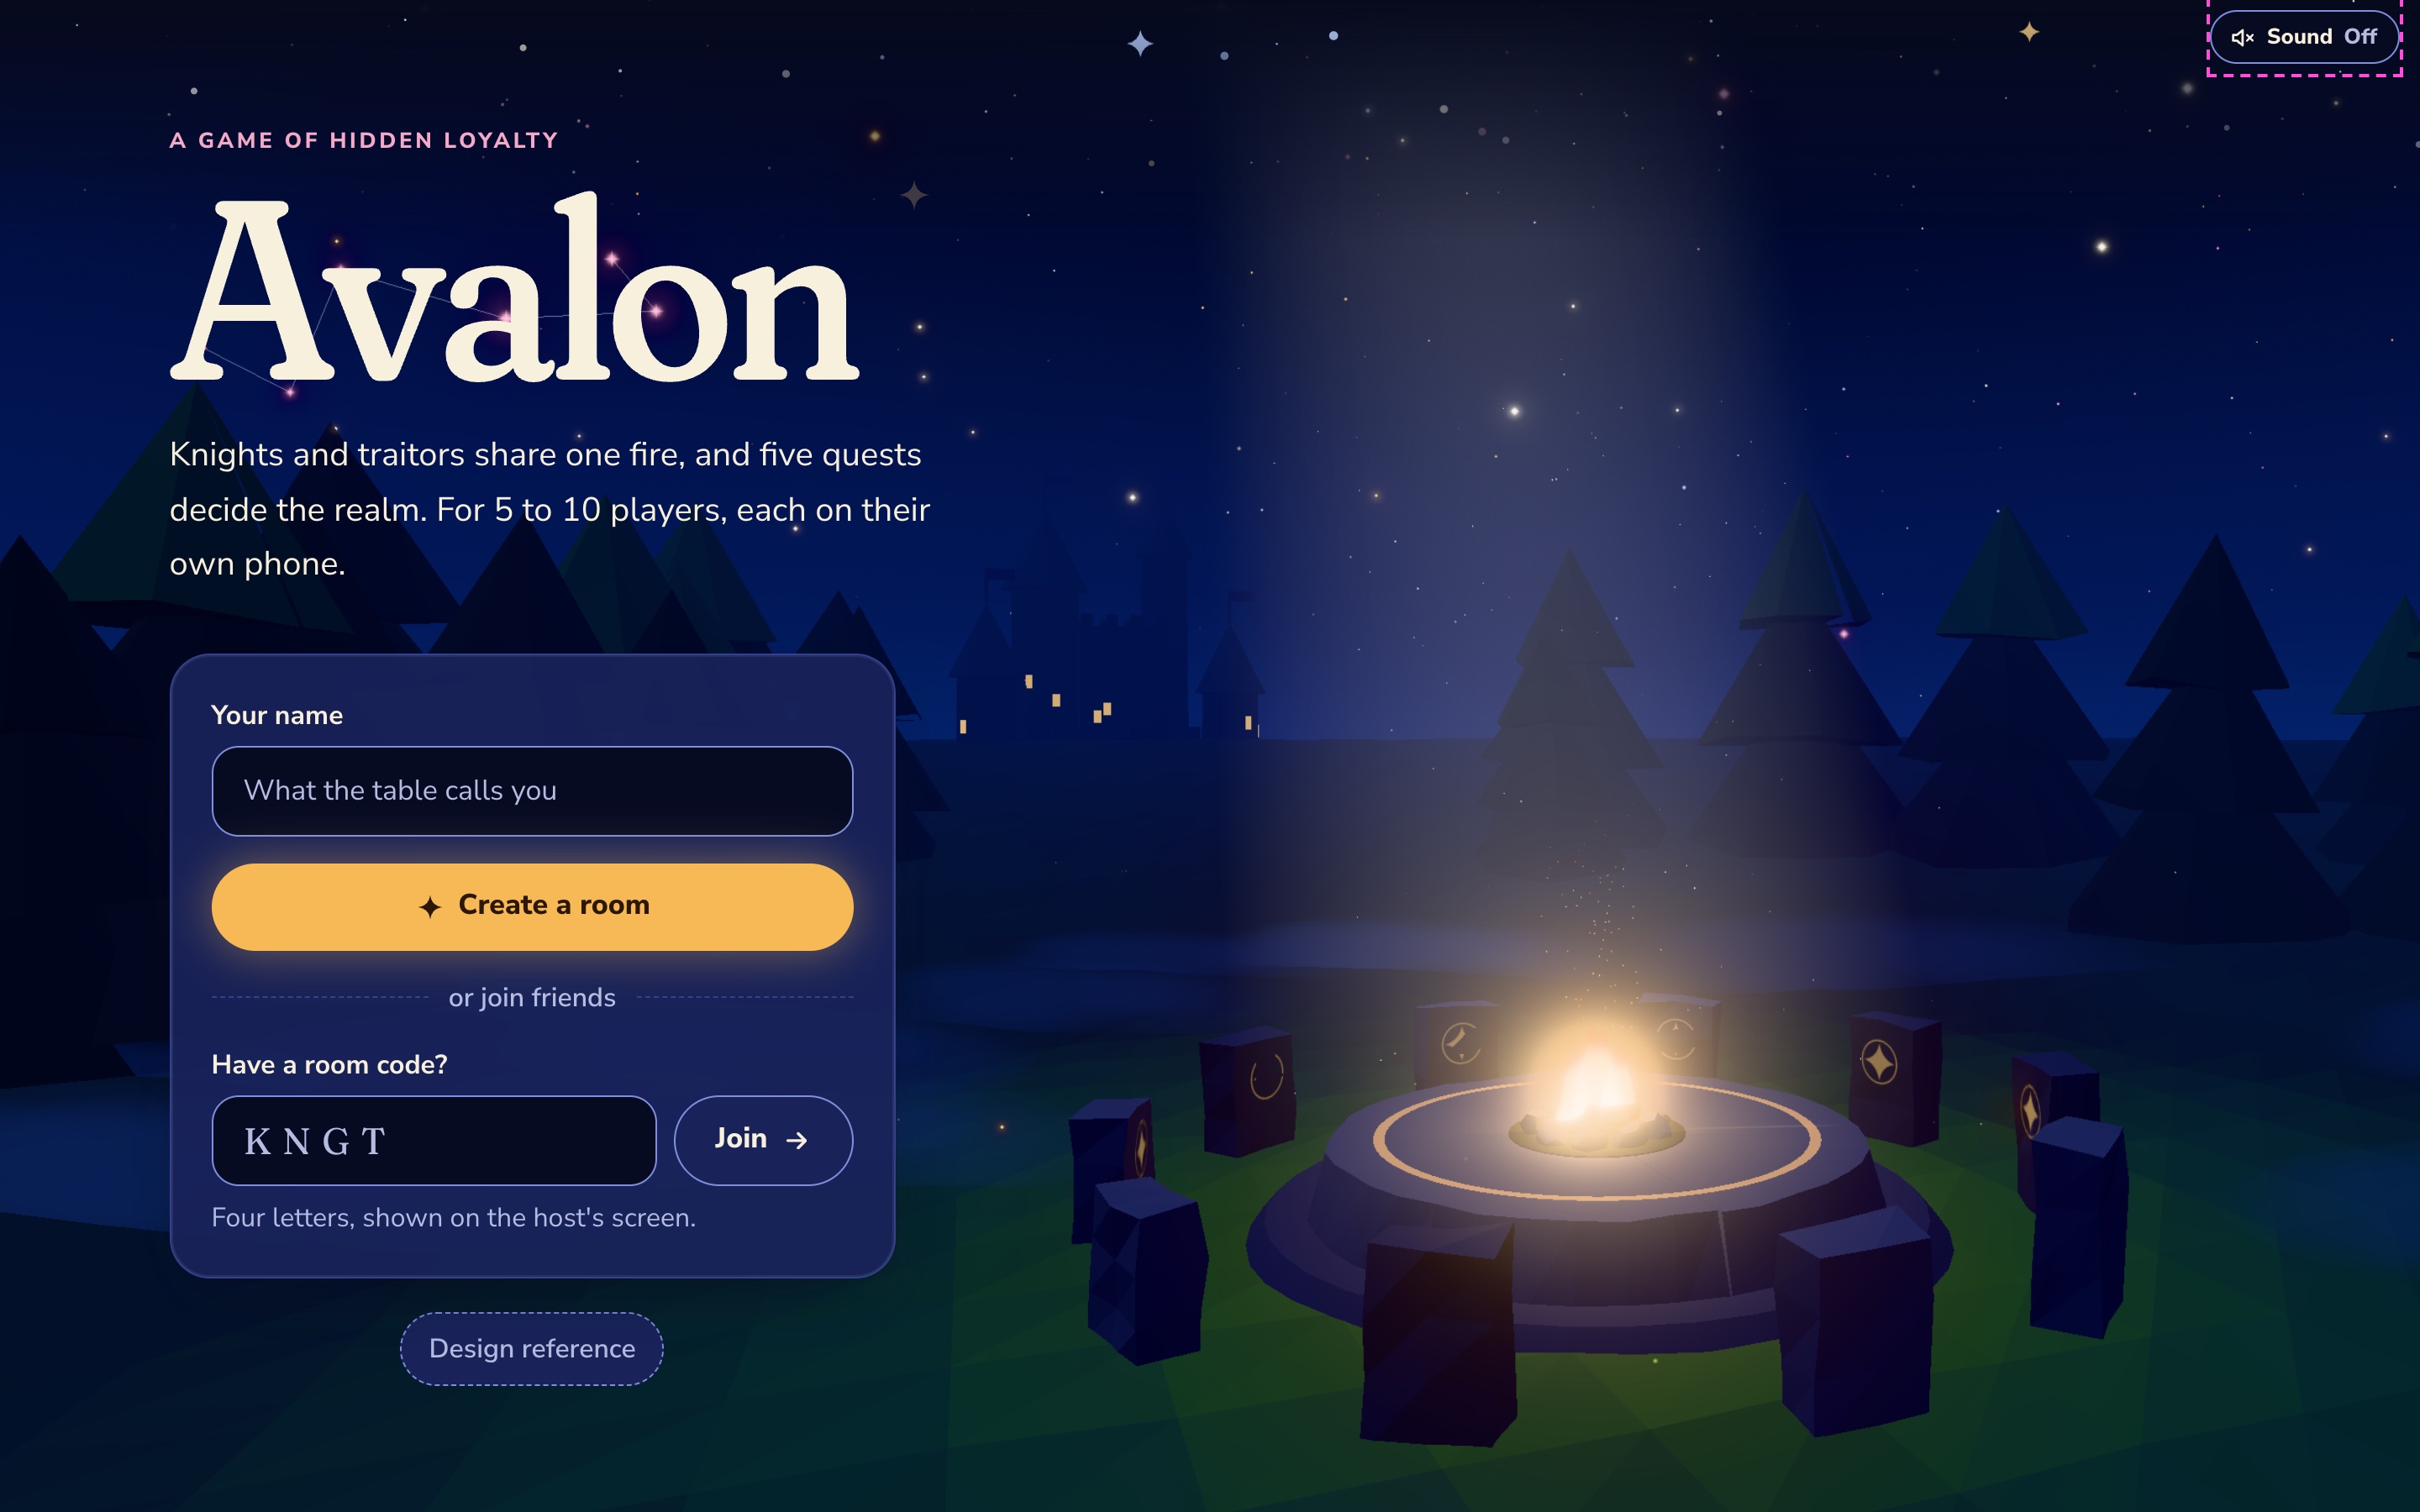 Sound Off
A GAME OF HIDDEN LOYALTY
Avalon
Knights and traitors share one fire, and five quests
decide the realm. For 5 to 10 players, each on their
own phone.
Your name
What the table calls you
Create a room
or join friends
Have a room code?
KNGT
Join
Four letters, shown on the host's screen.
Design reference